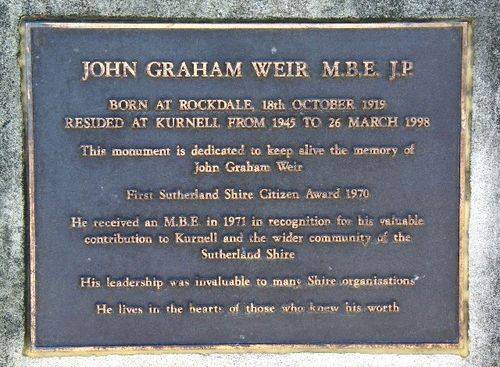 JOHN GRAHAM WEIR M.B.E. J.P.
BORN AT ROCKDALE, 18th OCTOBER 1919
RESIDED AT KURNELL FROM 1945 TO 26 MARCH 1998
This monument is dedicated to keep alive the memory of
John Graham Weir
First Sutherland Shire Citizen Award 1970
He received an M.B.E. in 1971 in recognition for his valuable
contribution to Kurnell and the wider community of the
Sutherland Shire
His leadership was invaluable to many Shire organisations
He lives in the hearts of those who knew his worth